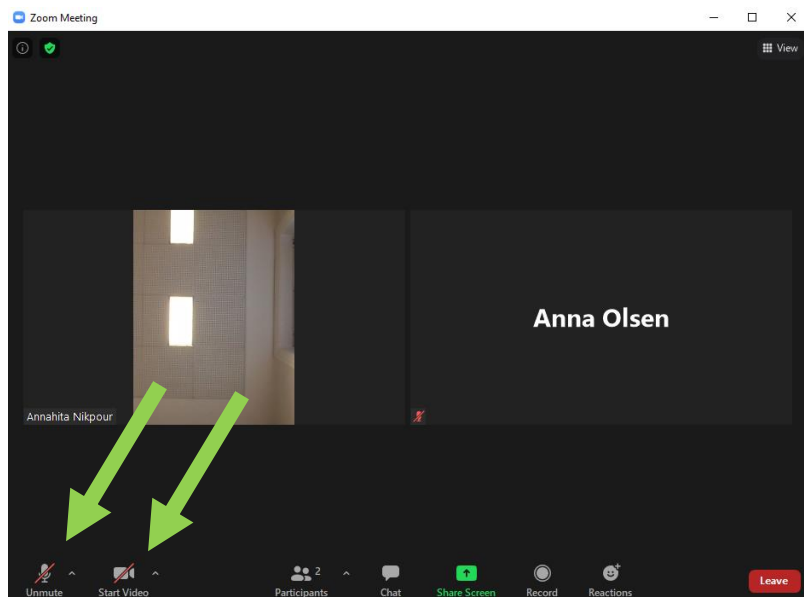 Zoom Meeting
View
Anna Olsen
Annahita Nikpour
2
Unmute
Start Video
Participants
Chat
Share Screen
Record
Reactions
Leave